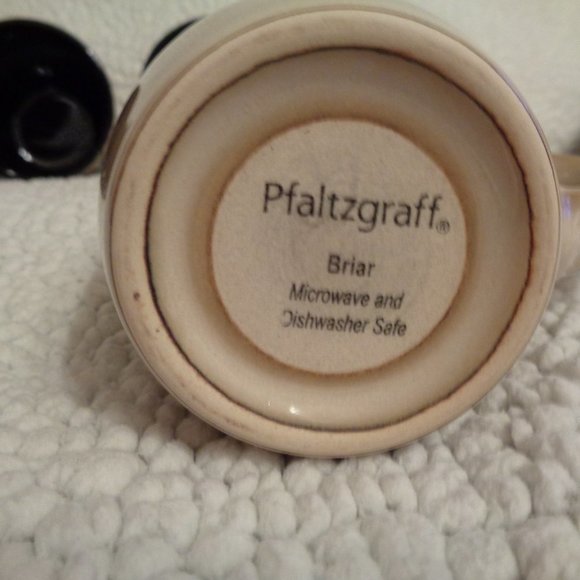 Pfaltzgraff®
Briar
Microwave and
Dishwasher Safe